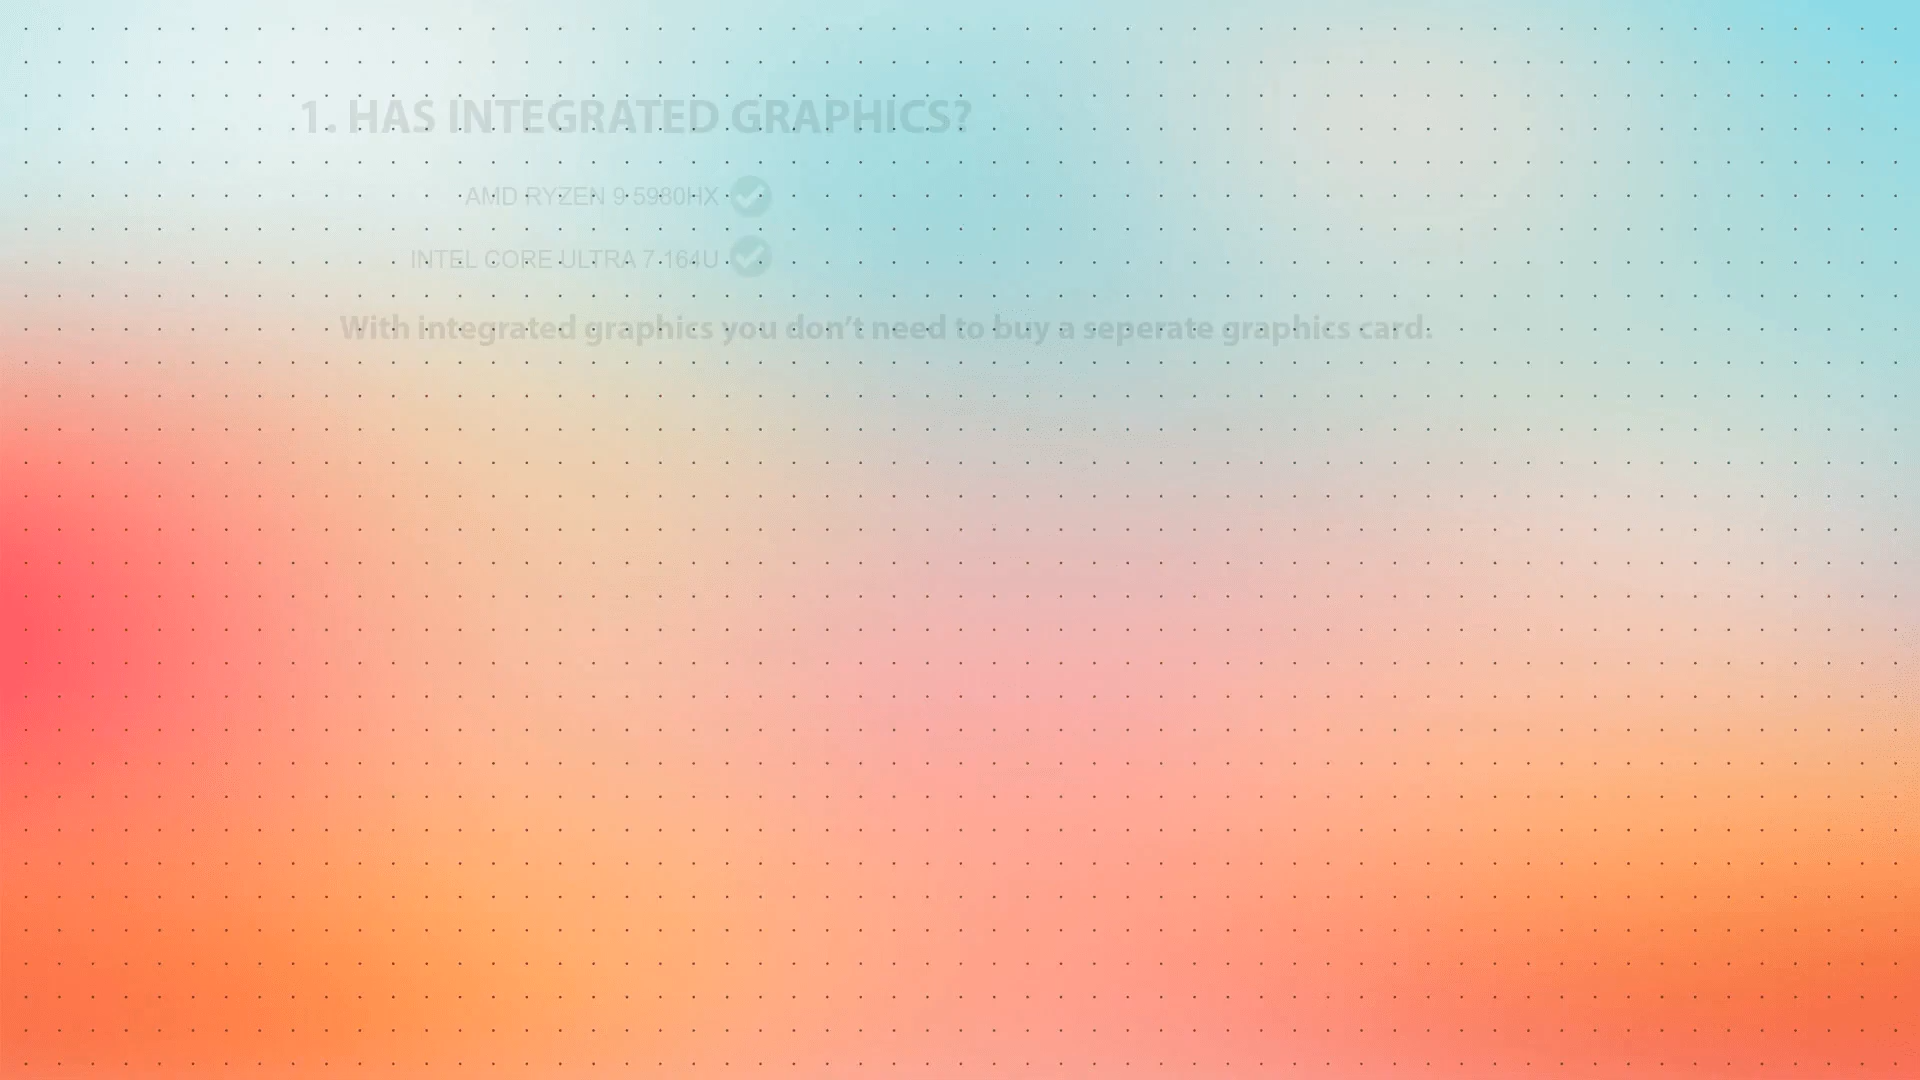 1. HAS INTEGRATED GRAPHICS?
AMD RYZEN 9 5980HX
INTEL CORE ULTRA 7 164U
With integrated graphics you don’t need to buy a seperate graphics card.